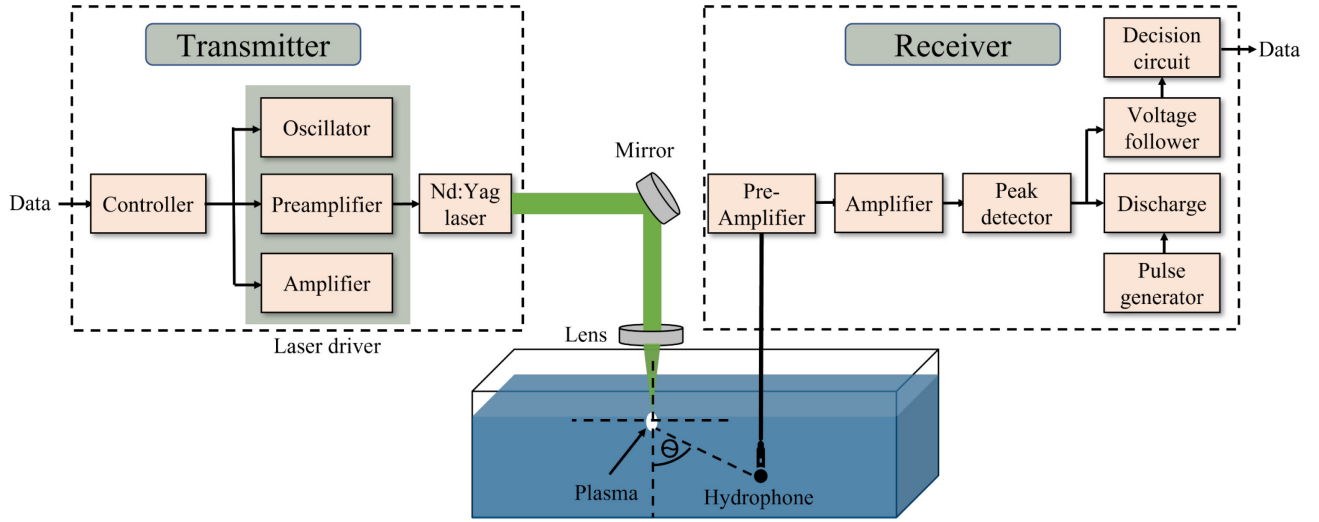 Transmitter
Receiver
Data
Controller
Oscillator
Preamplifier
Amplifier
Laser driver
Nd:Yag
laser
Mirror
Lens
Plasma
Θ
Hydrophone
Pre-
Amplifier
Amplifier
Peak
detector
Decision
circuit
Data
Voltage
follower
Discharge
Pulse
generator